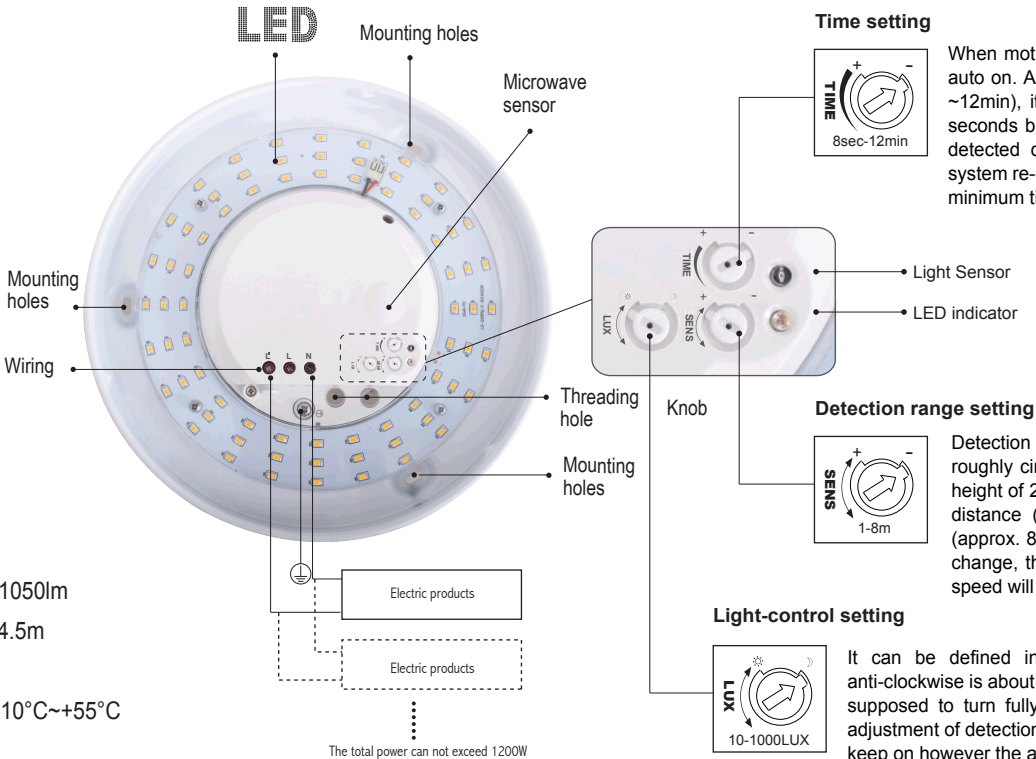 LED
Mounting holes
Microwave
sensor
Mounting
holes
Wiring
L' L N
TIME
LUX
SENS
Threading
hole
Mounting
holes
Electric products
Electric products
The total power can not exceed 1200W
1050lm
4.5m
10°C~+55°C
Time setting
+ -
TIME
8sec-12min
When mot
auto on. A
~12min), it
seconds b
detected d
system re-
minimum ti
+ -
TIME
LUX
+ -
SENS
Light Sensor
LED indicator
Knob
Detection range setting
+ -
SENS
1-8m
Detection
roughly cir
height of 2
distance (
(approx. 8
change, th
speed will
Light-control setting
LUX
10-1000LUX
It can be defined in
anti-clockwise is about
supposed to turn fully
adjustment of detection
keep on however the a